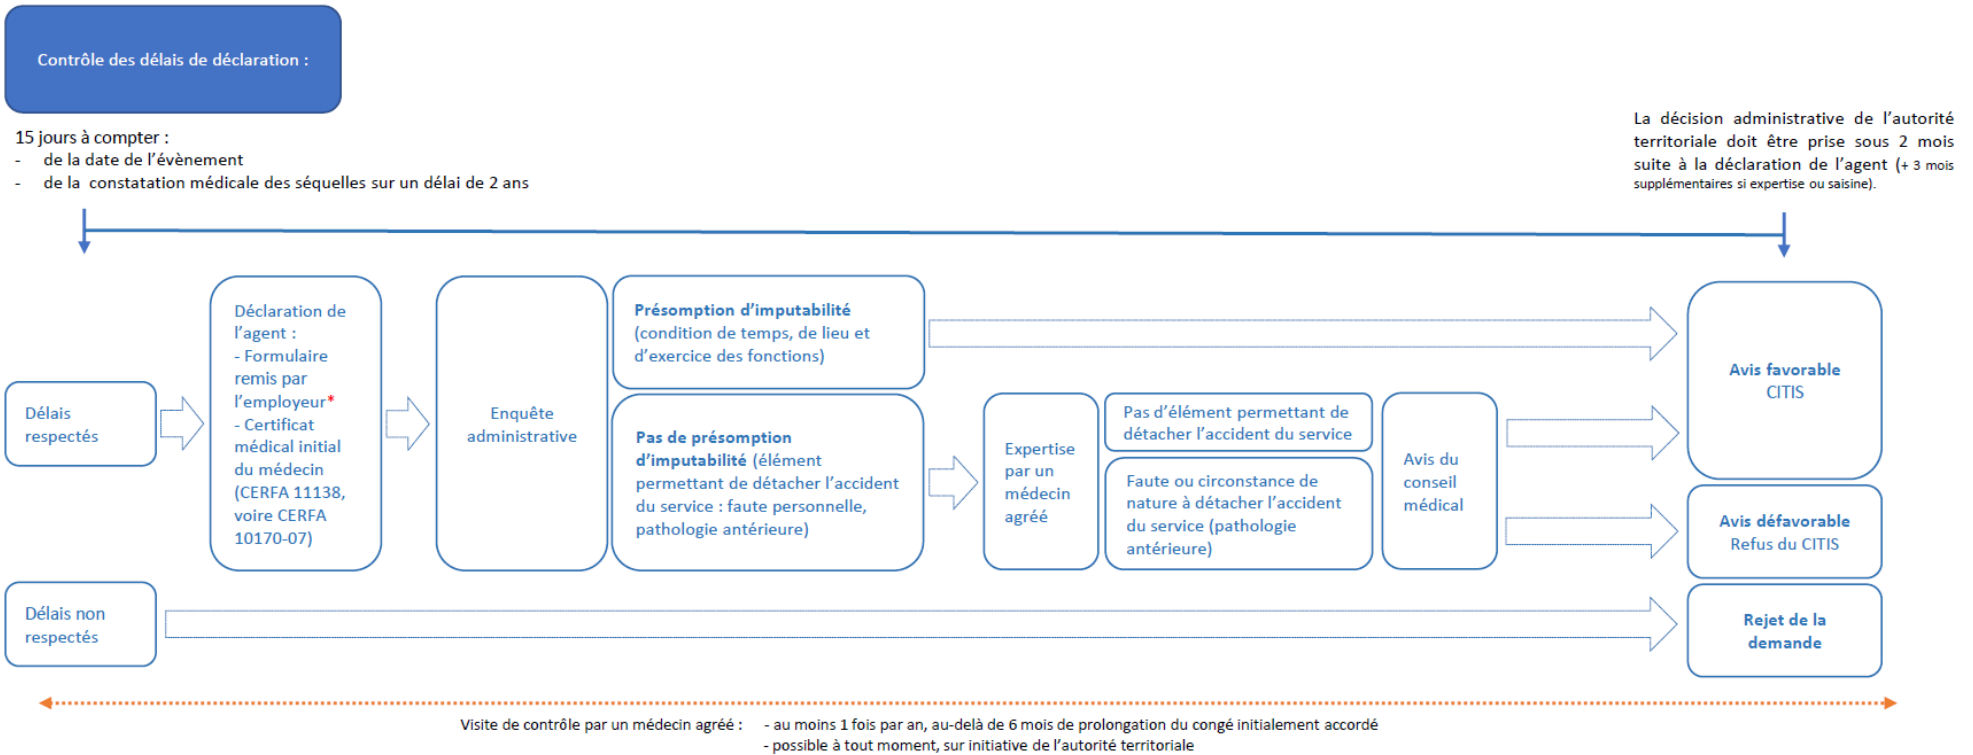 Contrôle des délais de déclaration :
15 jours à compter :
- de la date de l'évènement
- de la constatation médicale des séquelles sur un délai de 2 ans
La décision administrative de l'autorité
territoriale doit être prise sous 2 mois
suite à la déclaration de l'agent (+ 3 mois
supplémentaires si expertise ou saisine).
Délais
respectés
Déclaration de
l'agent :
- Formulaire
remis par
l'employeur*
- Certificat
médical initial
du médecin
(CERFA 11138,
voire CERFA
10170-07)
Enquête
administrative
Présomption d'imputabilité
(condition de temps, de lieu et
d'exercice des fonctions)
Pas de présomption
d'imputabilité (élément
permettant de détacher l'accident
du service : faute personnelle,
pathologie antérieure)
Expertise
par un
médecin
agréé
Pas d'élément permettant de
détacher l'accident du service
Faute ou circonstance de
nature à détacher l'accident
du service (pathologie
antérieure)
Avis du
conseil
médical
Avis favorable
CITIS
Avis défavorable
Refus du CITIS
Délais non
respectés
Rejet de la
demande
Visite de contrôle par un médecin agréé : - au moins 1 fois par an, au-delà de 6 mois de prolongation du congé initialement accordé
- possible à tout moment, sur initiative de l'autorité territoriale